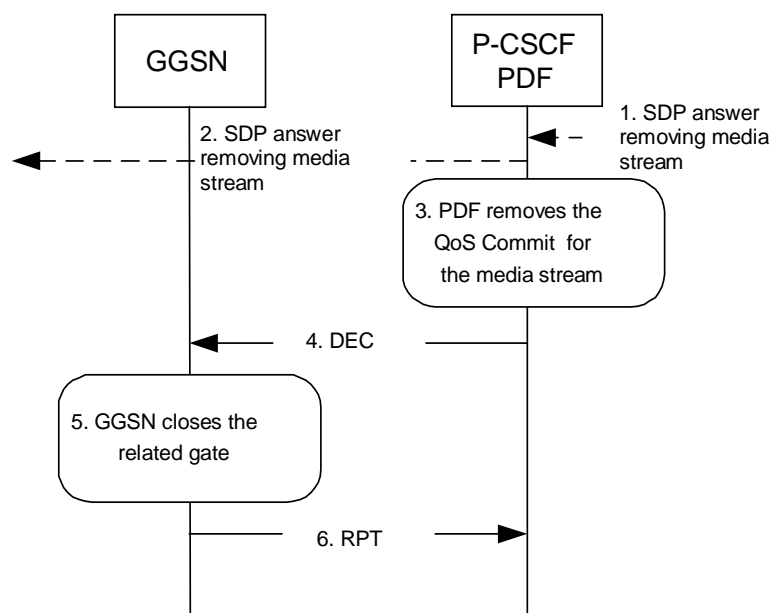 GGSN
P-CSCF
PDF
1. SDP answer
removing media
stream
2. SDP answer
removing media
stream
3. PDF removes the
QoS Commit for
the media stream
4. DEC
5. GGSN closes the
related gate
6. RPT